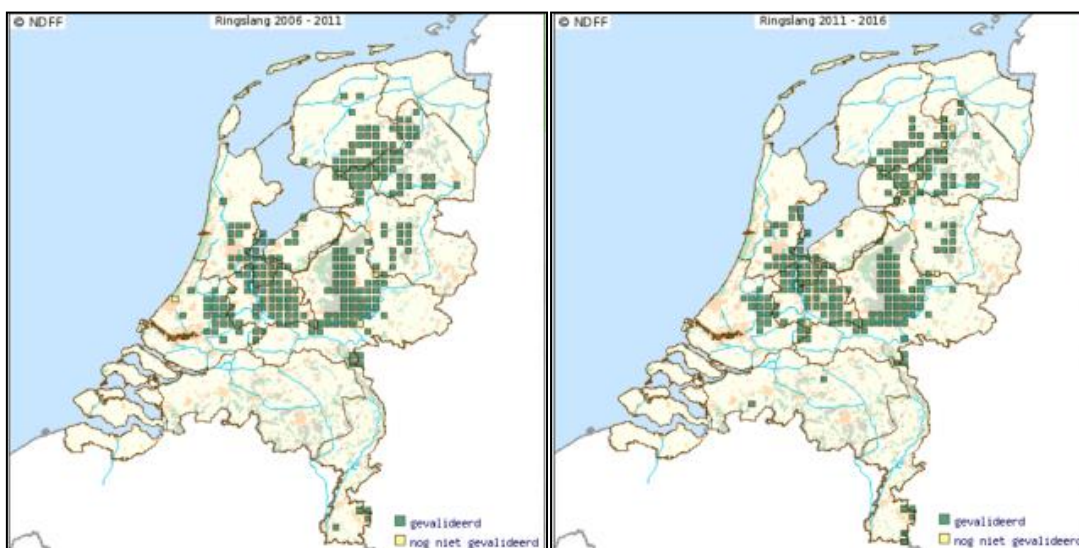 © NDFF
Ringslang 2006 - 2011
gevalideerd
nog niet gevalideerd
© NDFF
Ringslang 2011 - 2016
gevalideerd
nog niet gevalideerd